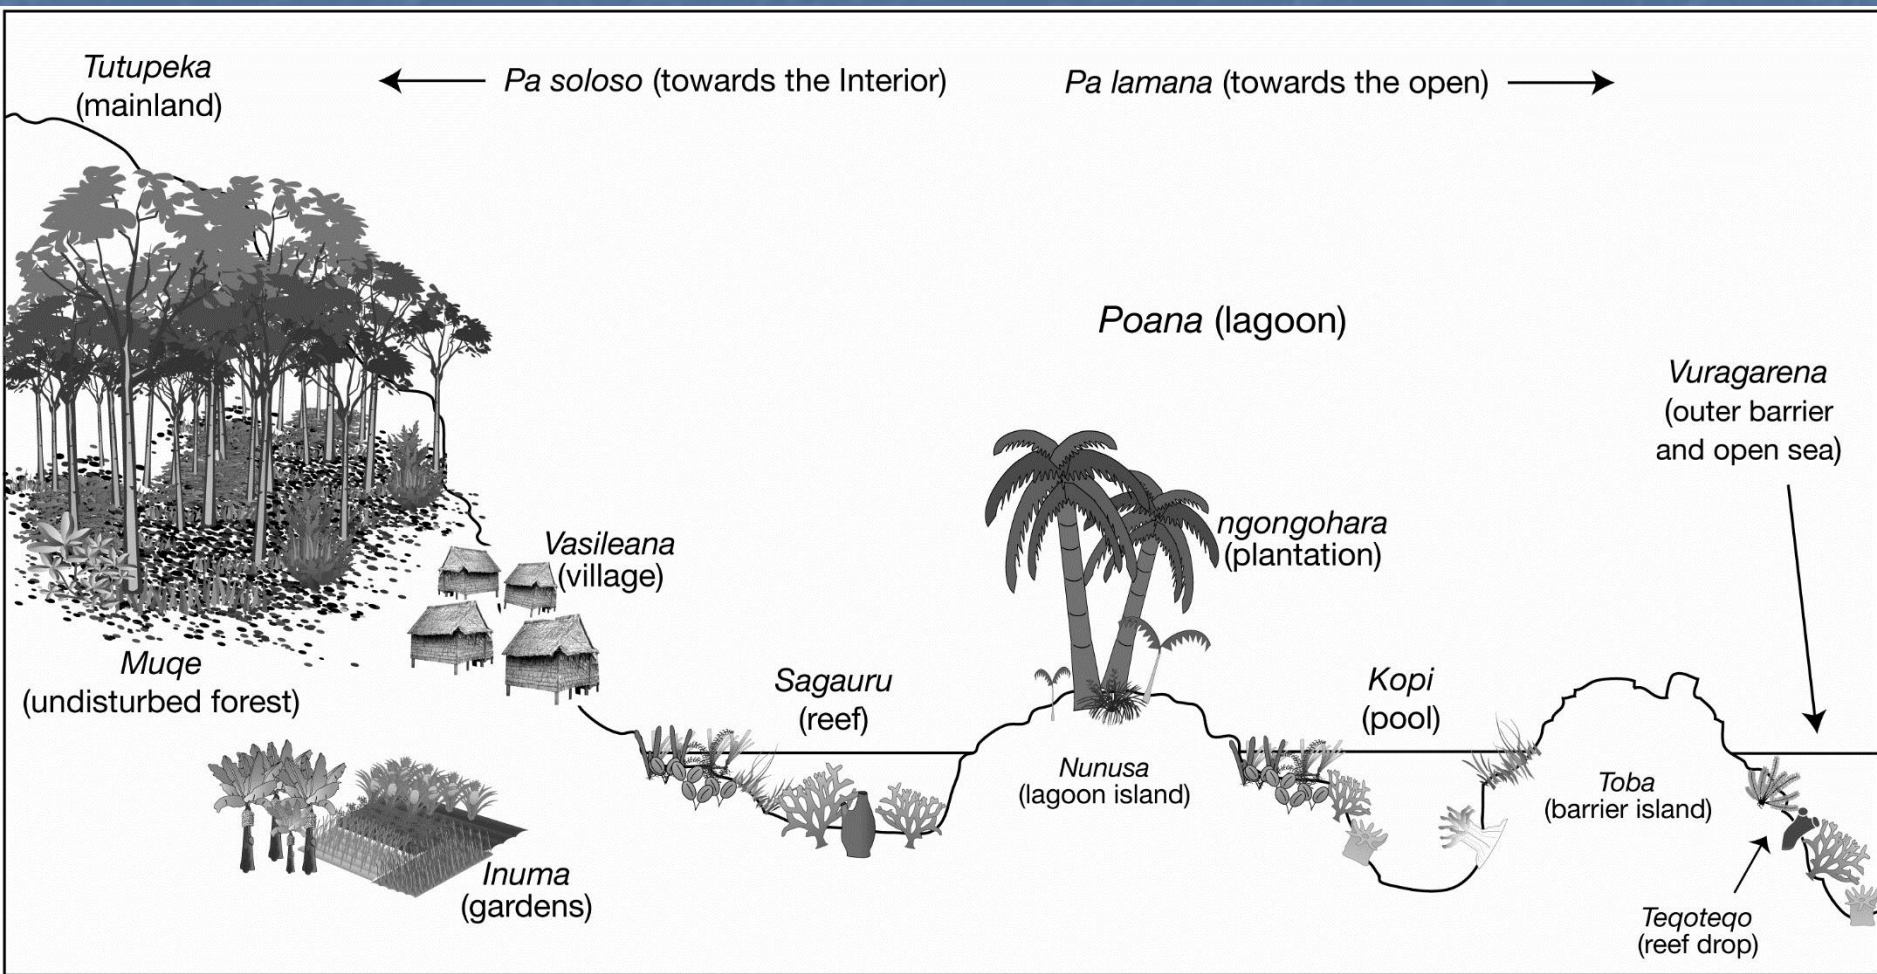 Tutupeka
(mainland)
Pa soloso (towards the Interior)
Pa lamana (towards the open)
Poana (lagoon)
Vuragarena
(outer barrier
and open sea)
ngongohara
(plantation)
Vasileana
(village)
Muqe
(undisturbed forest)
Sagauru
(reef)
Kopi
(pool)
Nunusa
(lagoon island)
Toba
(barrier island)
Inuma
(gardens)
Teqoteqo
(reef drop)